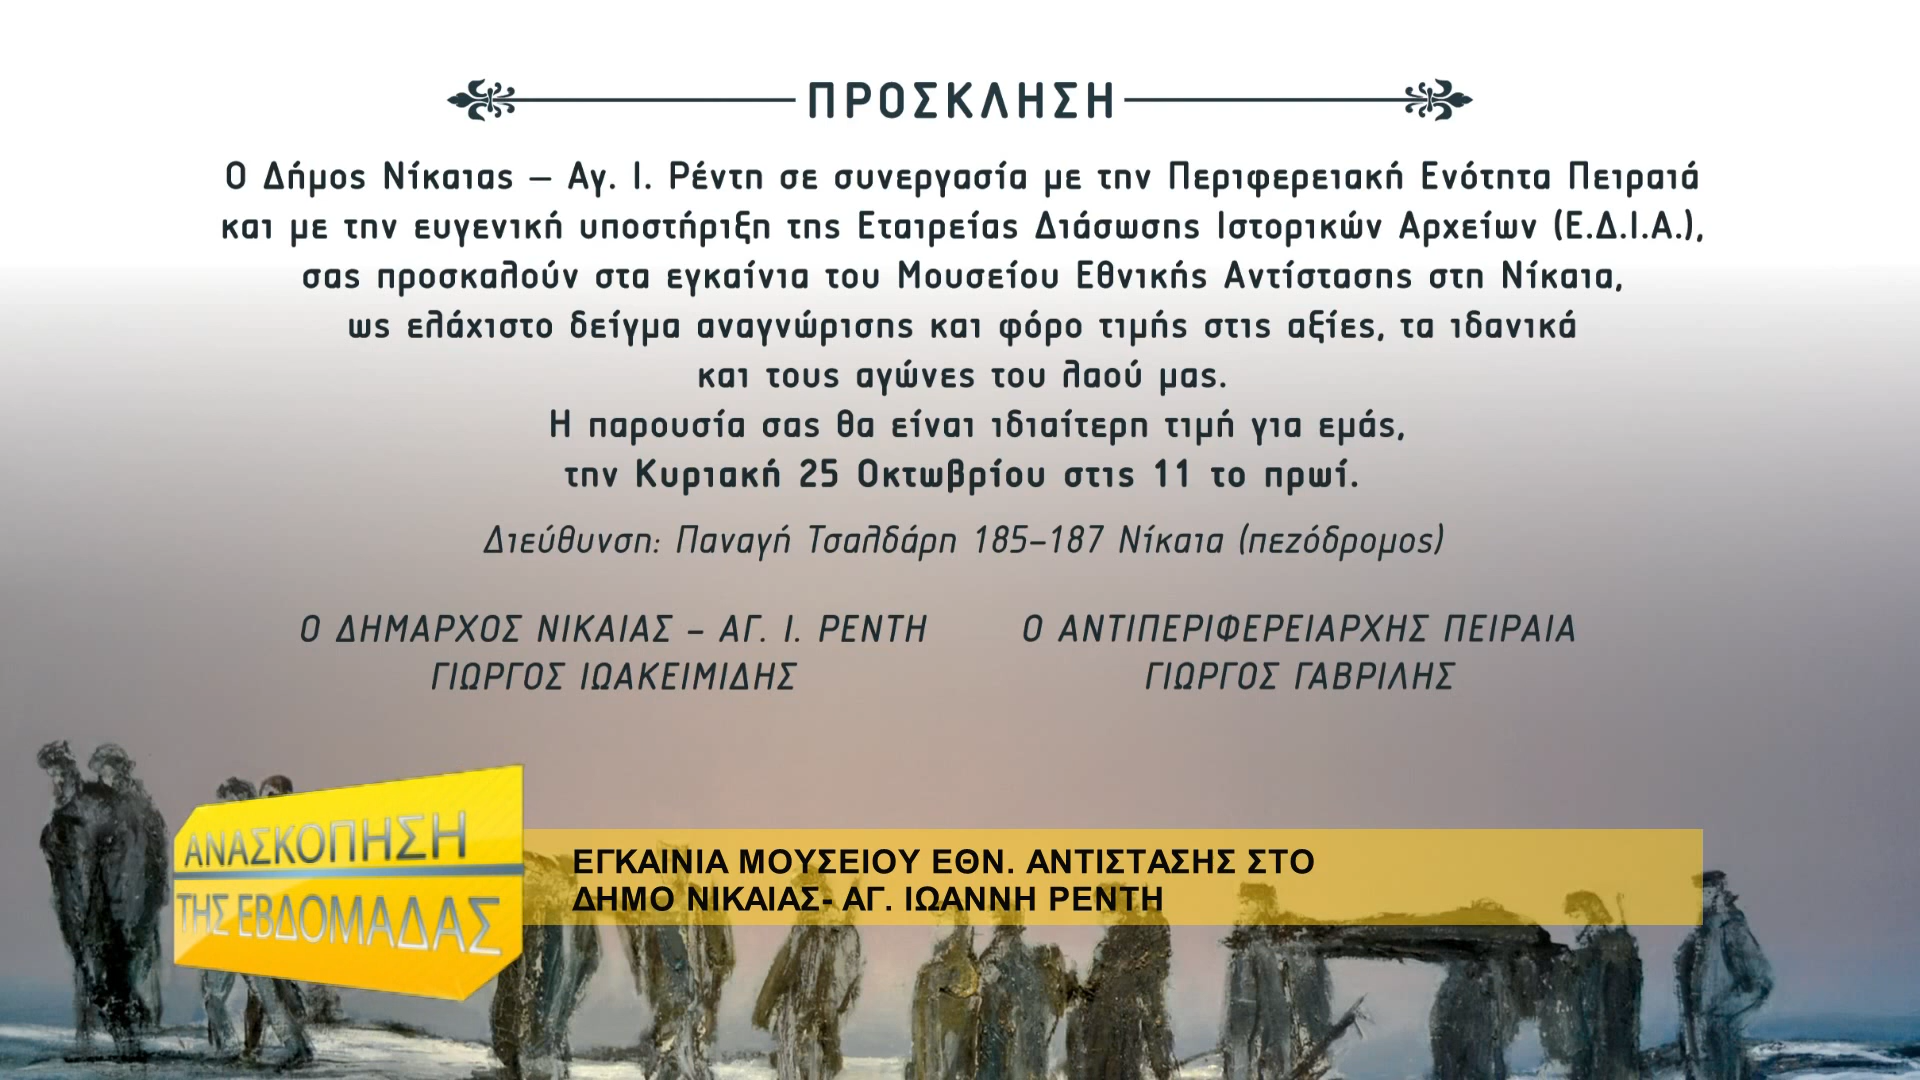 ΠΡΟΣΚΛΗΣΗ
Ο Δήμος Νίκαιας – Αγ. Ι. Ρέντη σε συνεργασία με την Περιφερειακή Ενότητα Πειραιά
και με την ευγενική υποστήριξη της Εταιρείας Διάσωσης Ιστορικών Αρχείων (Ε.Δ.Ι.Α.),
σας προσκαλούν στα εγκαίνια του Μουσείου Εθνικής Αντίστασης στη Νίκαια,
ως ελάχιστο δείγμα αναγνώρισης και φόρο τιμής στις αξίες, τα ιδανικά
και τους αγώνες του λαού μας.
Η παρουσία σας θα είναι ιδιαίτερη τιμή για εμάς,
την Κυριακή 25 Οκτωβρίου στις 11 το πρωί.
Διεύθυνση: Παναγή Τσαλδάρη 185–187 Νίκαια (πεζόδρομος)
Ο ΔΗΜΑΡΧΟΣ ΝΙΚΑΙΑΣ – ΑΓ. Ι. ΡΕΝΤΗ
ΓΙΩΡΓΟΣ ΙΩΑΚΕΙΜΙΔΗΣ
Ο ΑΝΤΙΠΕΡΙΦΕΡΕΙΑΡΧΗΣ ΠΕΙΡΑΙΑ
ΓΙΩΡΓΟΣ ΓΑΒΡΙΛΗΣ
ΑΝΑΣΚΟΠΗΣΗ
ΤΗΣ ΕΒΔΟΜΑΔΑΣ
ΕΓΚΑΙΝΙΑ ΜΟΥΣΕΙΟΥ ΕΘΝ. ΑΝΤΙΣΤΑΣΗΣ ΣΤΟ
ΔΗΜΟ ΝΙΚΑΙΑΣ- ΑΓ. ΙΩΑΝΝΗ ΡΕΝΤΗ